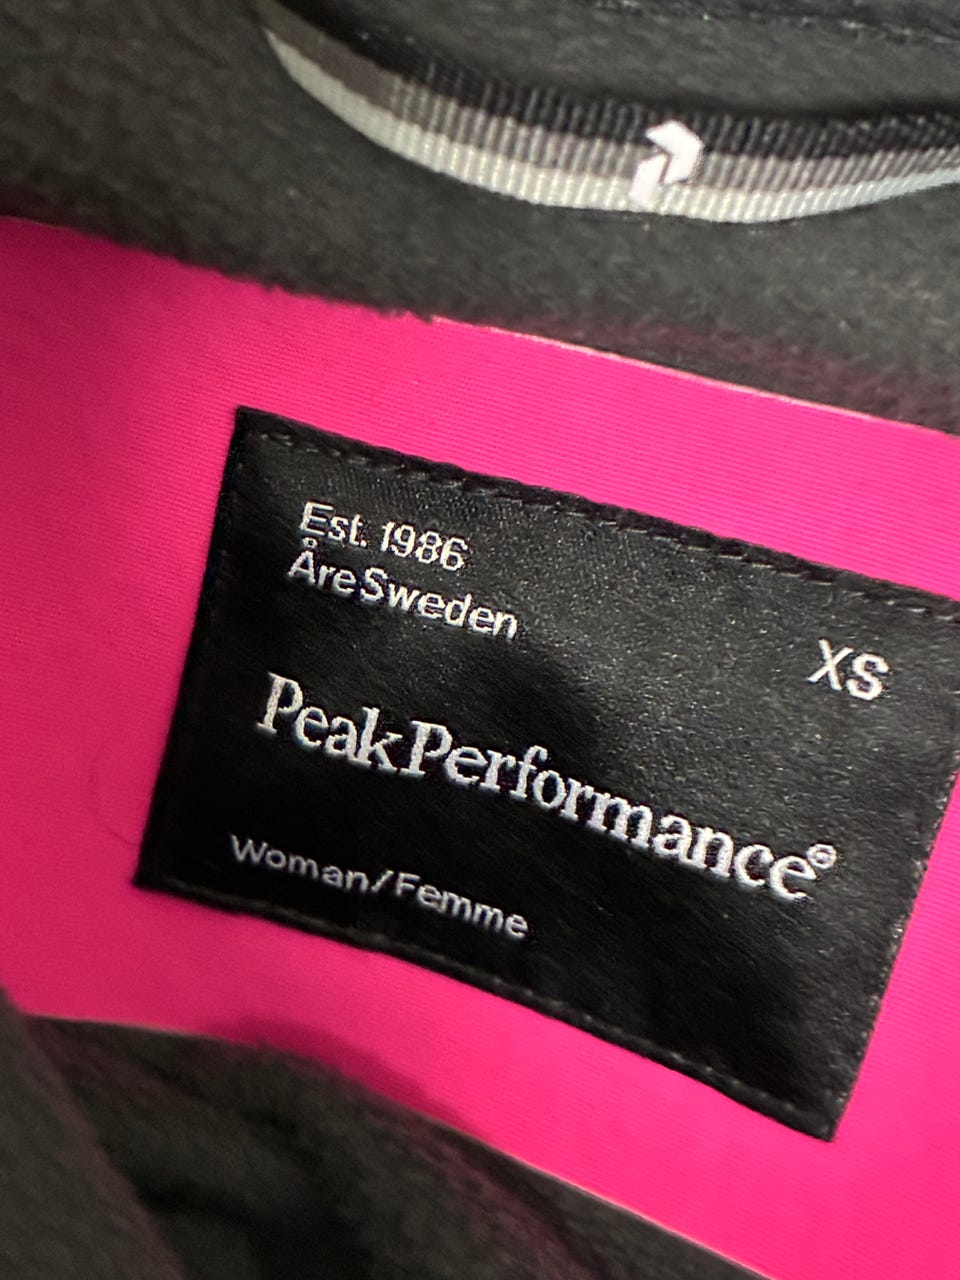 Est. 1986
Åre Sweden
XS
PeakPerformance®
Woman/Femme